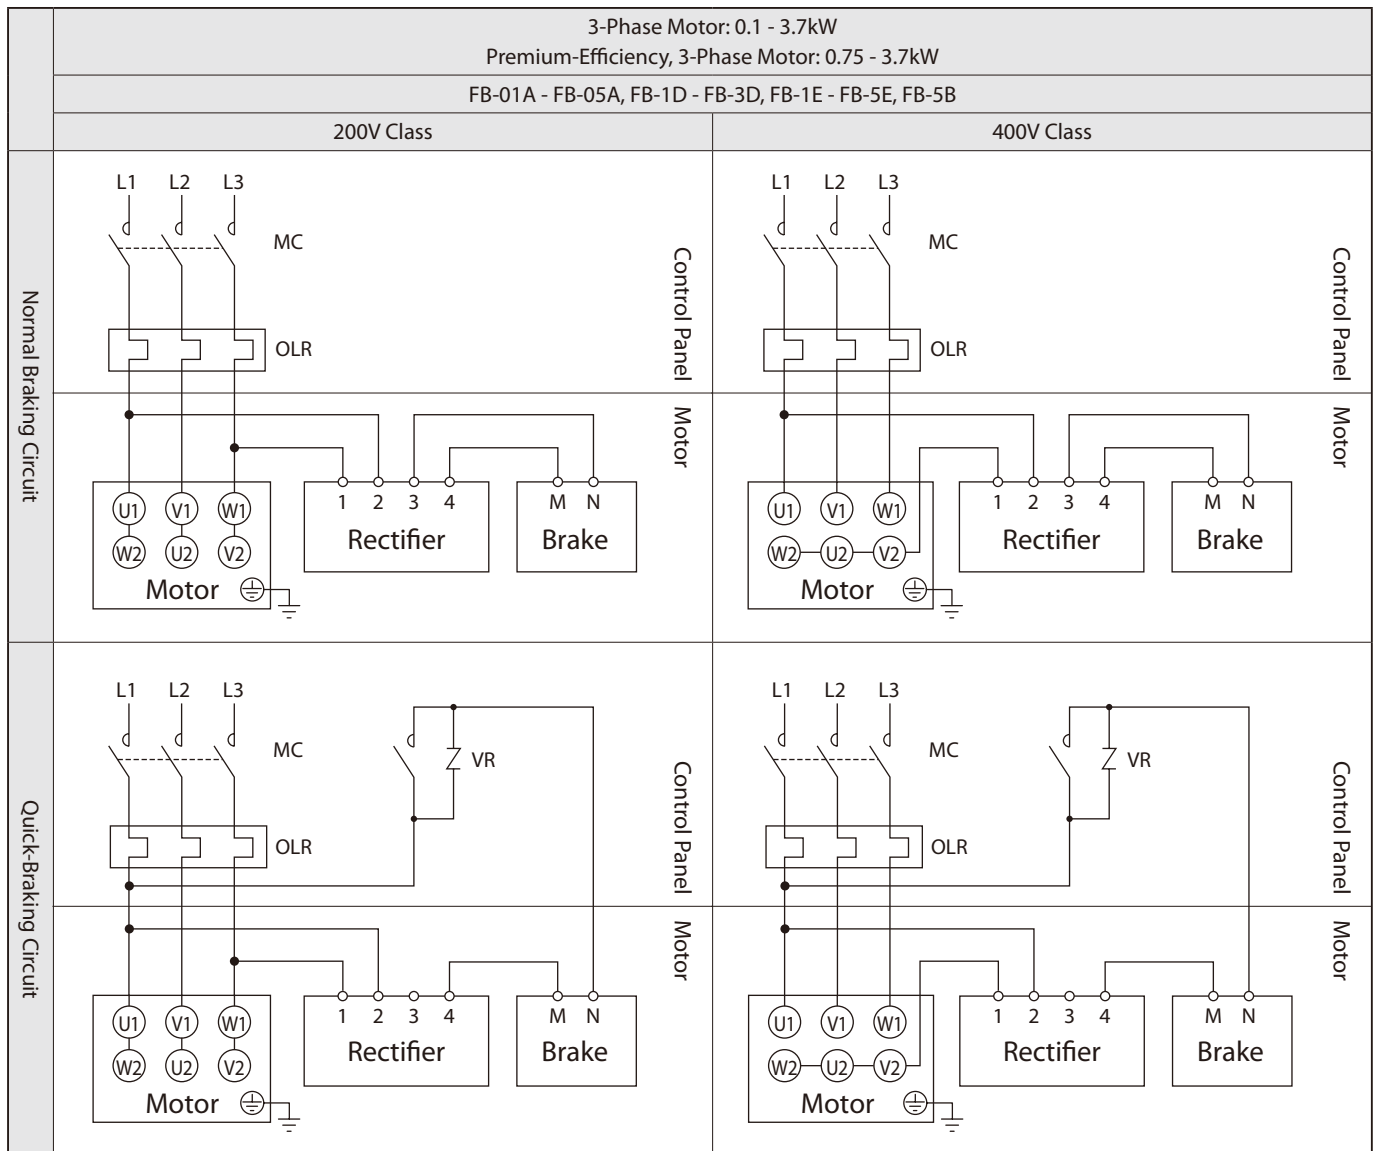 3-Phase Motor: 0.1 - 3.7kW
Premium-Efficiency, 3-Phase Motor: 0.75 - 3.7kW
FB-01A - FB-05A, FB-1D - FB-3D, FB-1E - FB-5E, FB-5B
200V Class
400V Class
Normal Braking Circuit
L1 L2 L3
MC
OLR
Control Panel
Motor
U1 V1 W1
W2 U2 V2
Motor
1 2 3 4
Rectifier
M N
Brake
L1 L2 L3
MC
OLR
Control Panel
Motor
U1 V1 W1
W2 U2 V2
Motor
1 2 3 4
Rectifier
M N
Brake
Quick-Braking Circuit
L1 L2 L3
MC
VR
OLR
Control Panel
Motor
U1 V1 W1
W2 U2 V2
Motor
1 2 3 4
Rectifier
M N
Brake
L1 L2 L3
MC
VR
OLR
Control Panel
Motor
U1 V1 W1
W2 U2 V2
Motor
1 2 3 4
Rectifier
M N
Brake